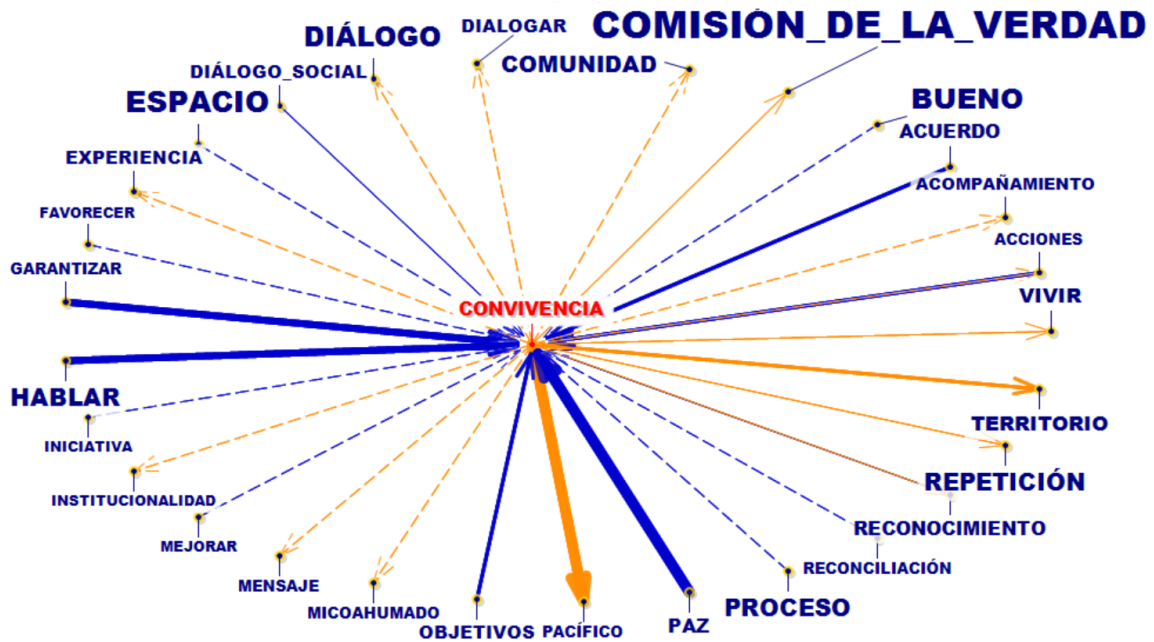 COMISIÓN_DE_LA_VERDAD
DIALOGAR
DIÁLOGO
COMUNIDAD
DIÁLOGO_SOCIAL
ESPACIO
BUENO
ACUERDO
EXPERIENCIA
ACOMPAÑAMIENTO
FAVORECER
ACCIONES
GARANTIZAR
VIVIR
CONVIVENCIA
HABLAR
TERRITORIO
INICIATIVA
REPETICIÓN
INSTITUCIONALIDAD
RECONOCIMIENTO
MEJORAR
RECONCILIACIÓN
MENSAJE
MICOAHUMADO
PROCESO
OBJETIVOS
PACÍFICO
PAZ